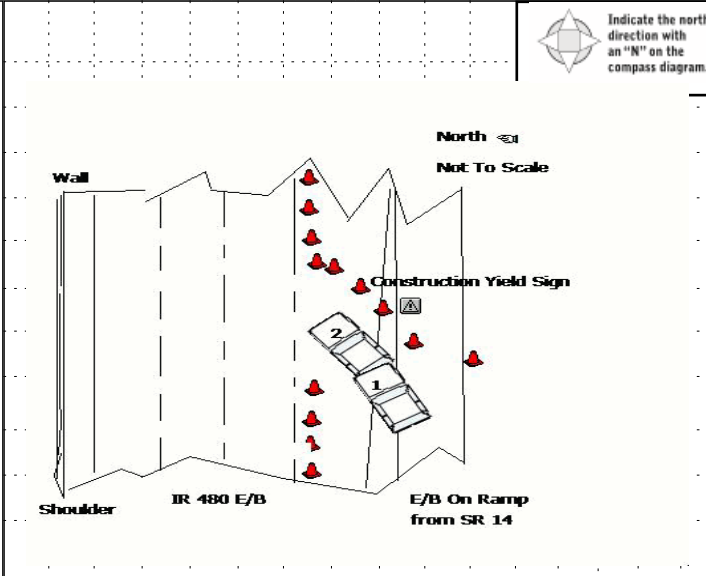 Indicate the north
direction with
an "N" on the
compass diagram.
North
Not To Scale
Wall
Construction Yield Sign
2
1
IR 480 E/B
E/B On Ramp
from SR 14
Shoulder